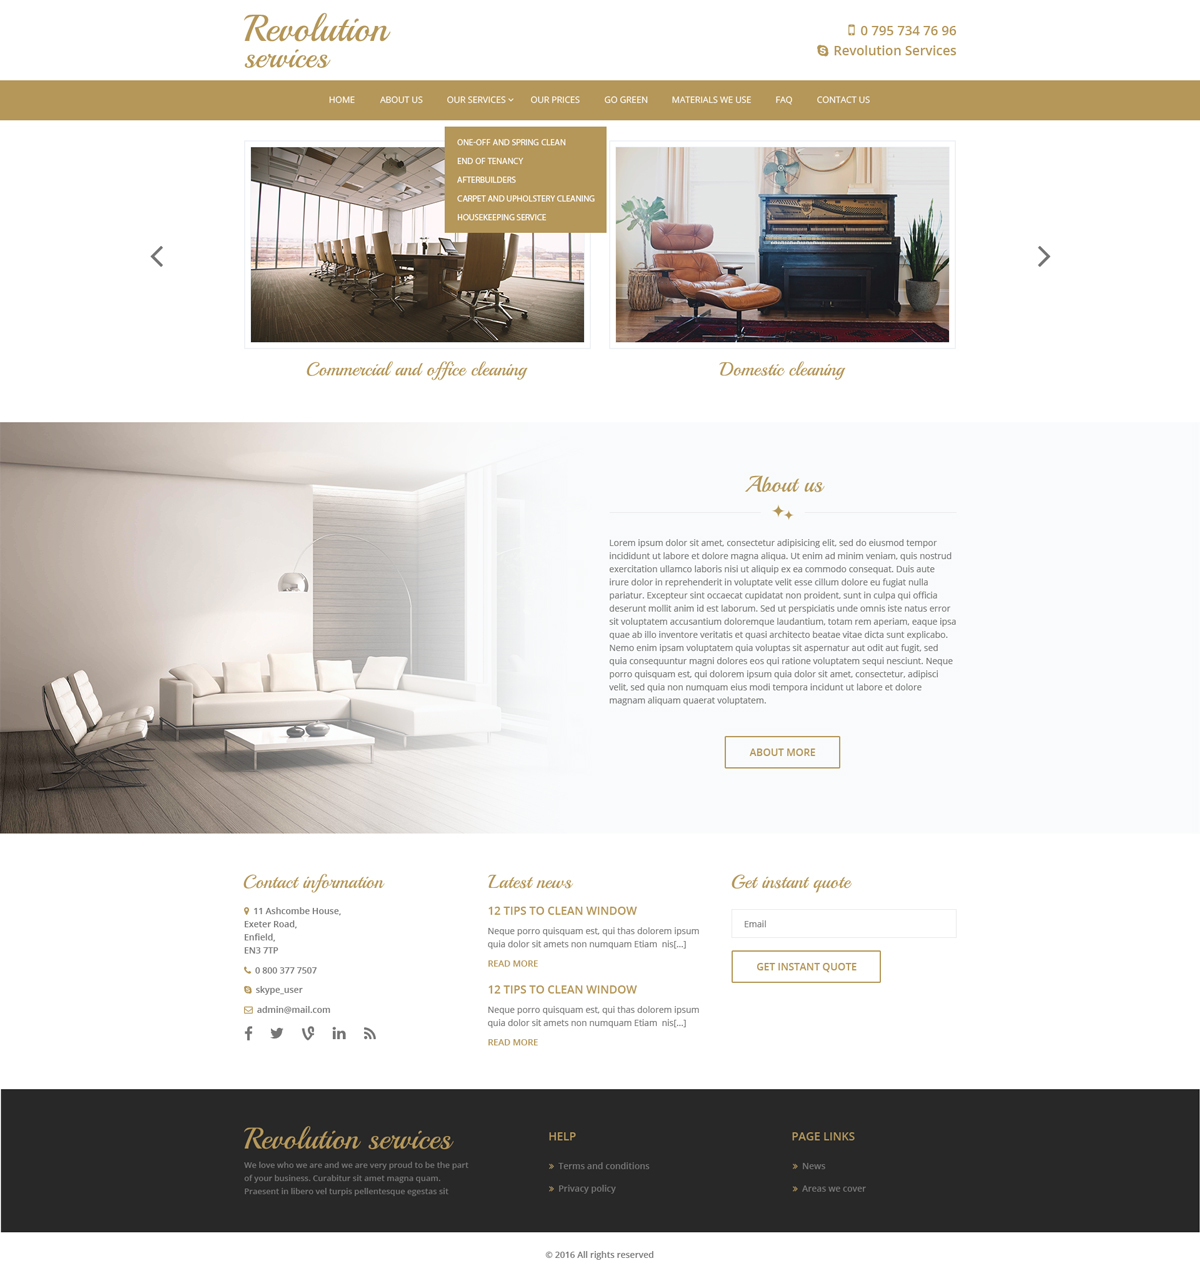 Revolution
services
0 795 734 76 96
Revolution Services
HOME ABOUT US OUR SERVICES OUR PRICES GO GREEN MATERIALS WE USE FAQ CONTACT US
ONE-OFF AND SPRING CLEAN
END OF TENANCY
AFTERBUILDERS
CARPET AND UPHOLSTERY CLEANING
HOUSEKEEPING SERVICE
Commercial and office cleaning
Domestic cleaning
About us
Lorem ipsum dolor sit amet, consectetur adipisicing elit, sed do eiusmod tempor
incididunt ut labore et dolore magna aliqua. Ut enim ad minim veniam, quis nostrud
exercitation ullamco laboris nisi ut aliquip ex ea commodo consequat. Duis aute
irure dolor in reprehenderit in voluptate velit esse cillum dolore eu fugiat nulla
pariatur. Excepteur sint occaecat cupidatat non proident, sunt in culpa qui officia
deserunt mollit anim id est laborum. Sed ut perspiciatis unde omnis iste natus error
sit voluptatem accusantium doloremque laudantium, totam rem aperiam, eaque ipsa
quae ab illo inventore veritatis et quasi architecto beatae vitae dicta sunt explicabo.
Nemo enim ipsam voluptatem quia voluptas sit aspernatur aut odit aut fugit, sed
quia consequuntur magni dolores eos qui ratione voluptatem sequi nesciunt. Neque
porro quisquam est, qui dolorem ipsum quia dolor sit amet, consectetur, adipisci
velit, sed quia non numquam eius modi tempora incidunt ut labore et dolore
magnam aliquam quaerat voluptatem.
ABOUT MORE
Contact information
11 Ashcombe House,
Exeter Road,
Enfield,
EN3 7TP
0 800 377 7507
skype_user
admin@mail.com
Latest news
12 TIPS TO CLEAN WINDOW
Neque porro quisquam est, qui thas dolorem ipsum
quia dolor sit amets non numquam Etiam nis[...]
READ MORE
12 TIPS TO CLEAN WINDOW
Neque porro quisquam est, qui thas dolorem ipsum
quia dolor sit amets non numquam Etiam nis[...]
READ MORE
Get instant quote
Email
GET INSTANT QUOTE
Revolution services
We love who we are and we are very proud to be the part
of your business. Curabitur sit amet magna quam.
Praesent in libero vel turpis pellentesque egestas sit
HELP
Terms and conditions
Privacy policy
PAGE LINKS
News
Areas we cover
© 2016 All rights reserved